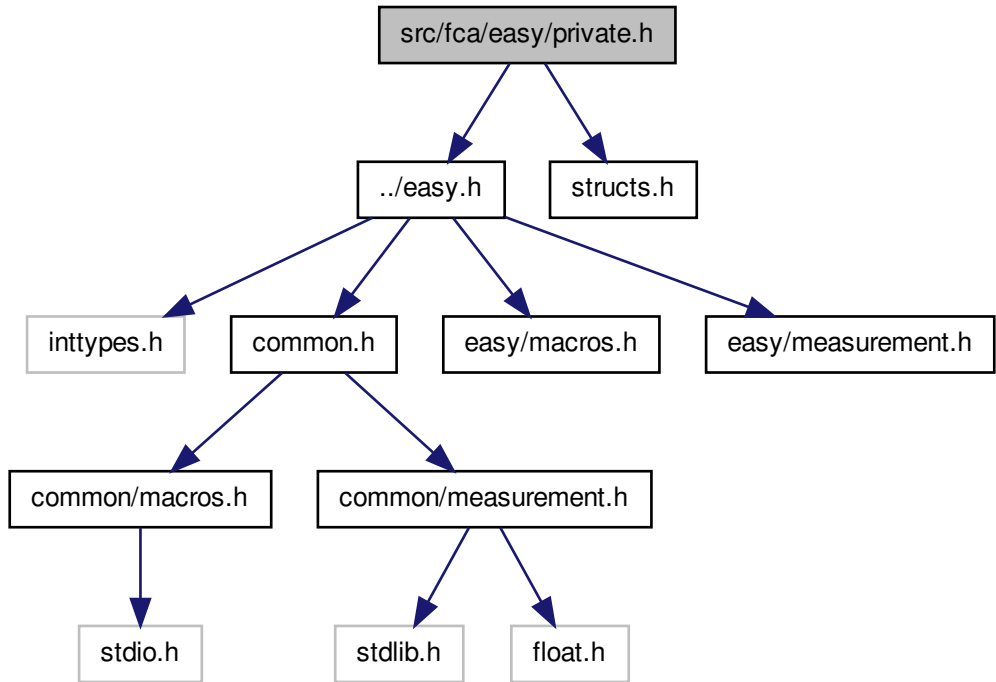 src/fca/easy/private.h
../easy.h
structs.h
inttypes.h
common.h
easy/macros.h
easy/measurement.h
common/macros.h
common/measurement.h
stdio.h
stdlib.h
float.h